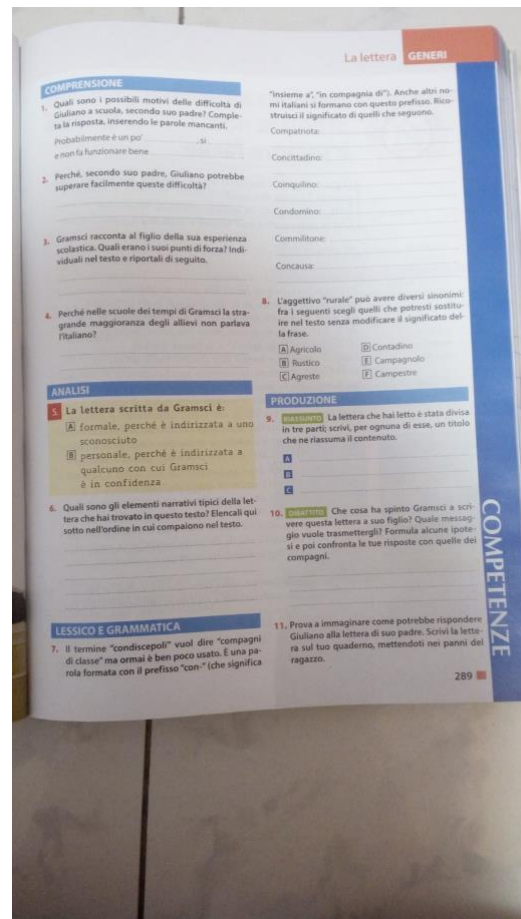 La lettera GENERI
COMPRENSIONE
1. Quali sono i possibili motivi delle difficoltà di
Giuliano a scuola, secondo suo padre? Comple-
ta la risposta, inserendo le parole mancanti.
Probabilmente è un po' , si
e non fa funzionare bene
2. Perché, secondo suo padre, Giuliano potrebbe
superare facilmente queste difficoltà?
3. Gramsci racconta al figlio della sua esperienza
scolastica. Quali erano i suoi punti di forza? Indi-
viduali nel testo e riportali di seguito.
4. Perché nelle scuole dei tempi di Gramsci la stra-
grande maggioranza degli allievi non parlava
l'italiano?
ANALISI
5. La lettera scritta da Gramsci è:
A formale, perché è indirizzata a uno
sconosciuto
B personale, perché è indirizzata a
qualcuno con cui Gramsci
è in confidenza
6. Quali sono gli elementi narrativi tipici della let-
tera che hai trovato in questo testo? Elencali qui
sotto nell'ordine in cui compaiono nel testo.
LESSICO E GRAMMATICA
7. Il termine "condiscepoli" vuol dire "compagni
di classe" ma ormai è ben poco usato. È una pa-
rola formata con il prefisso "con-" (che significa
"insieme a", "in compagnia di"). Anche altri no-
mi italiani si formano con questo prefisso. Rico-
struisci il significato di quelli che seguono.
Compatriota:
Concittadino:
Coinquilino:
Condomino:
Commilitone:
Concausa:
8. L'aggettivo "rurale" può avere diversi sinonimi:
fra i seguenti scegli quelli che potresti sostitu-
ire nel testo senza modificare il significato del-
la frase.
A Agricolo D Contadino
B Rustico E Campagnolo
C Agreste F Campestre
PRODUZIONE
9. RIASSUNTO La lettera che hai letto è stata divisa
in tre parti; scrivi, per ognuna di esse, un titolo
che ne riassuma il contenuto.
A
B
C
10. DIBATTITO Che cosa ha spinto Gramsci a scri-
vere questa lettera a suo figlio? Quale messag-
gio vuole trasmettergli? Formula alcune ipote-
si e poi confronta le tue risposte con quelle dei
compagni.
11. Prova a immaginare come potrebbe rispondere
Giuliano alla lettera di suo padre. Scrivi la lette-
ra sul tuo quaderno, mettendoti nei panni del
ragazzo.
COMPETENZE
289